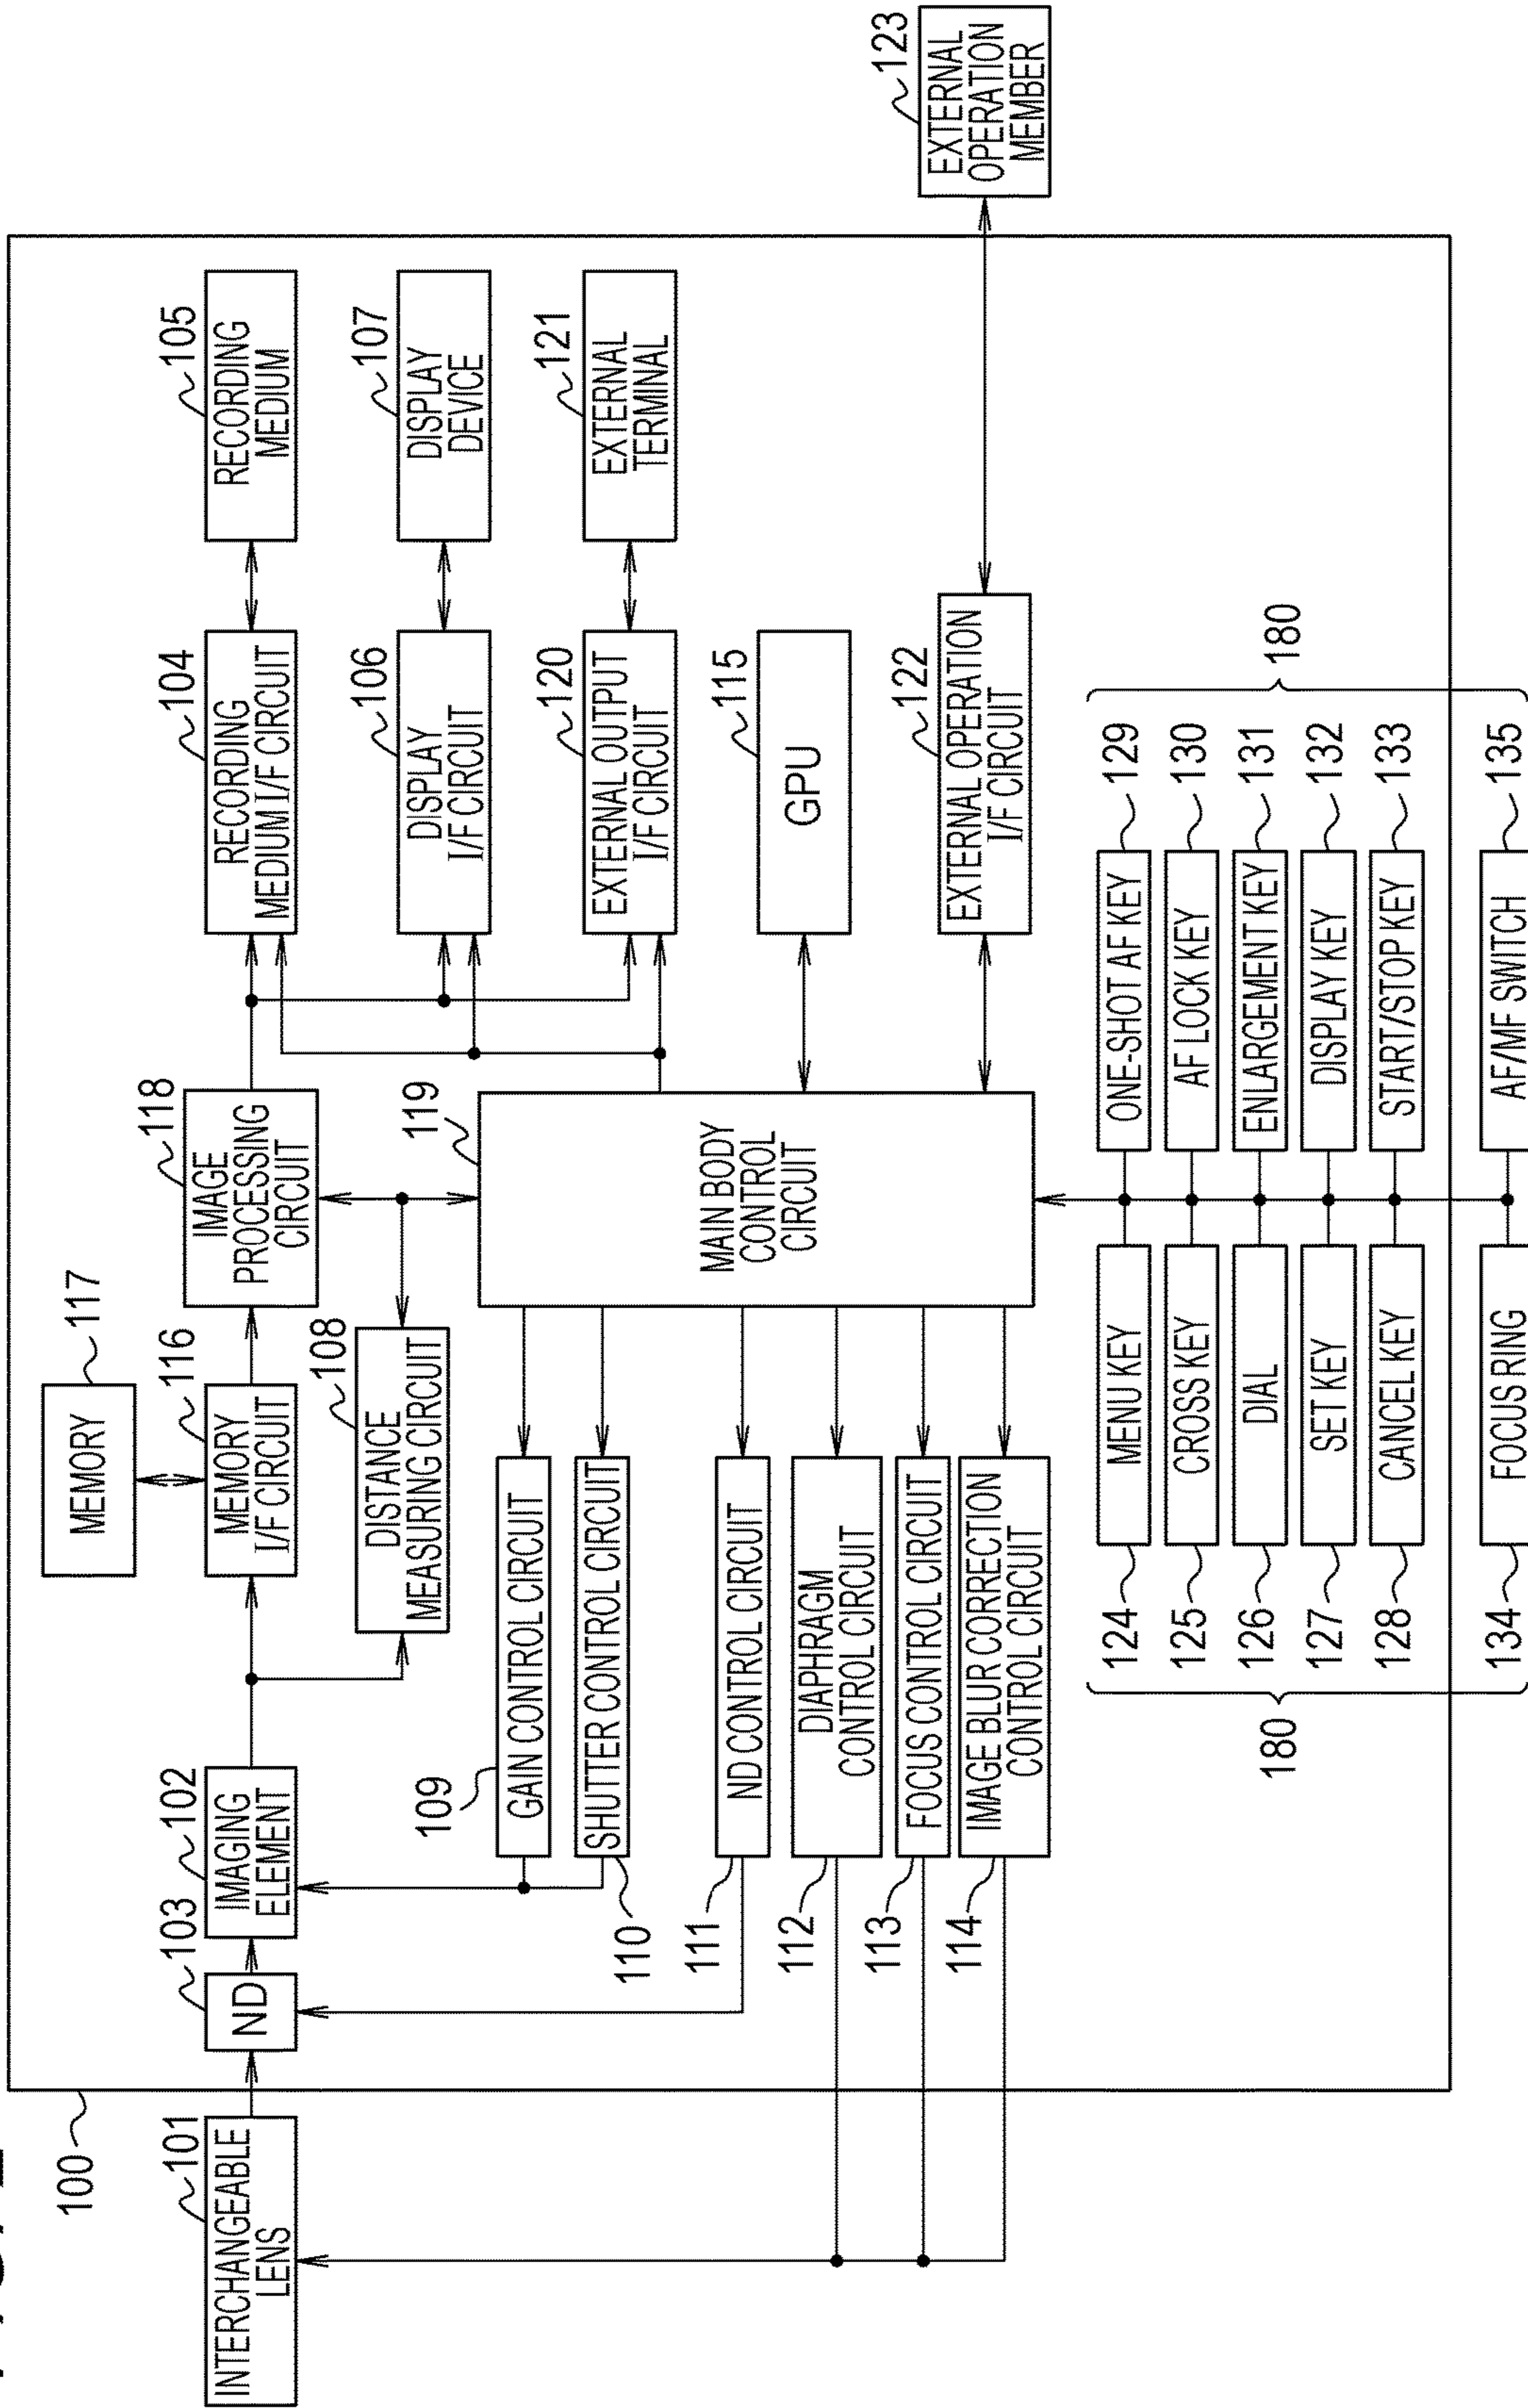 100
INTERCHANGEABLE
LENS
101
ND
103
IMAGING
ELEMENT
102
MEMORY
117
MEMORY
I/F CIRCUIT
116
DISTANCE
MEASURING CIRCUIT
108
IMAGE
PROCESSING
CIRCUIT
118
RECORDING
MEDIUM I/F CIRCUIT
104
RECORDING
MEDIUM
105
DISPLAY
I/F CIRCUIT
106
DISPLAY
DEVICE
107
EXTERNAL OUTPUT
I/F CIRCUIT
120
EXTERNAL
TERMINAL
121
GPU
115
EXTERNAL OPERATION
I/F CIRCUIT
122
EXTERNAL
OPERATION
MEMBER
123
MAIN BODY
CONTROL
CIRCUIT
119
109
GAIN CONTROL CIRCUIT
110
SHUTTER CONTROL CIRCUIT
111
ND CONTROL CIRCUIT
112
DIAPHRAGM
CONTROL CIRCUIT
113
FOCUS CONTROL CIRCUIT
114
IMAGE BLUR CORRECTION
CONTROL CIRCUIT
180
124
MENU KEY
ONE-SHOT AF KEY
129
125
CROSS KEY
AF LOCK KEY
130
126
DIAL
ENLARGEMENT KEY
131
127
SET KEY
DISPLAY KEY
132
128
CANCEL KEY
START/STOP KEY
133
134
FOCUS RING
AF/MF SWITCH
135
180